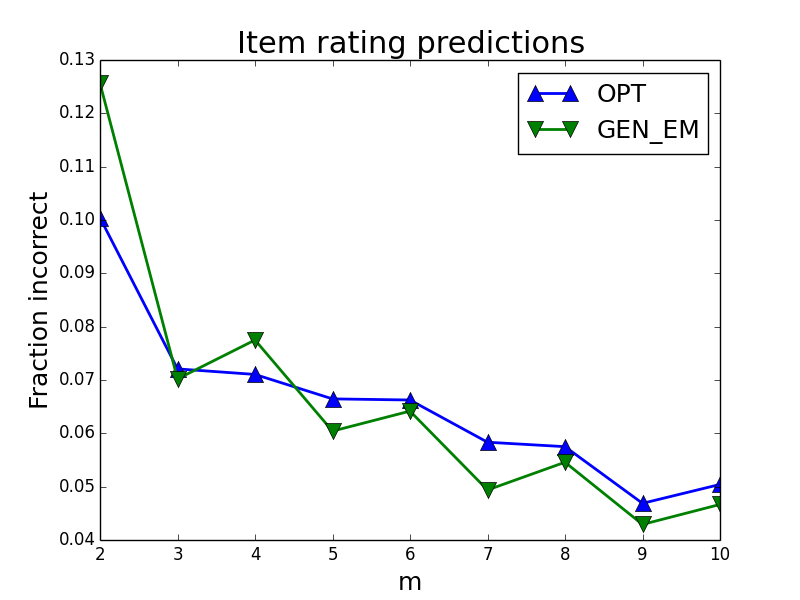 Item rating predictions
OPT
GEN_EM
Fraction incorrect
0.13
0.12
0.11
0.10
0.09
0.08
0.07
0.06
0.05
0.04
2 3 4 5 6 7 8 9 10
m